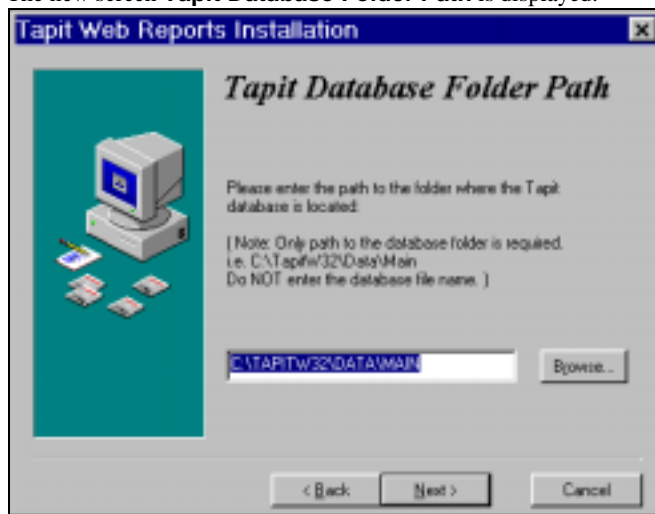 The new screen Tapit Database Folder Path is displayed.
Tapit Web Reports Installation
Tapit Database Folder Path
Please enter the path to the folder where the Tapit
database is located:
( Note: Only path to the database folder is required.
i.e. C:\Tapitw32\Data\Main
Do NOT enter the database file name. )
C:\TAPITW32\DATA\MAIN
Browse...
< Back
Next >
Cancel